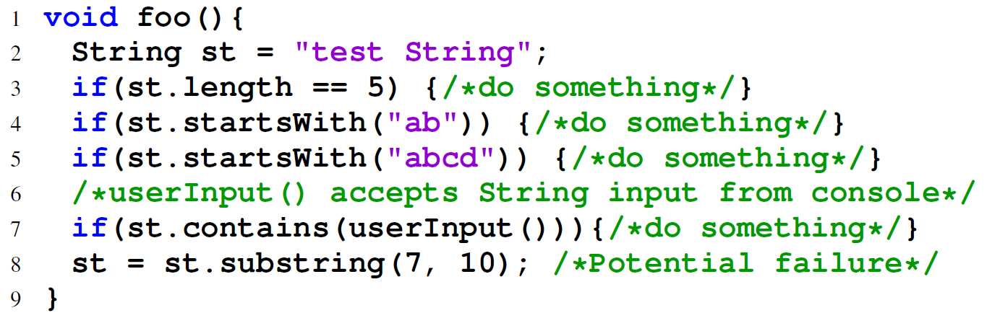 1 void foo(){
2 String st = "test String";
3 if(st.length == 5) {/*do something*/}
4 if(st.startsWith("ab")) {/*do something*/}
5 if(st.startsWith("abcd")) {/*do something*/}
6 /*userInput() accepts String input from console*/
7 if(st.contains(userInput())){/*do something*/}
8 st = st.substring(7, 10); /*Potential failure*/
9 }